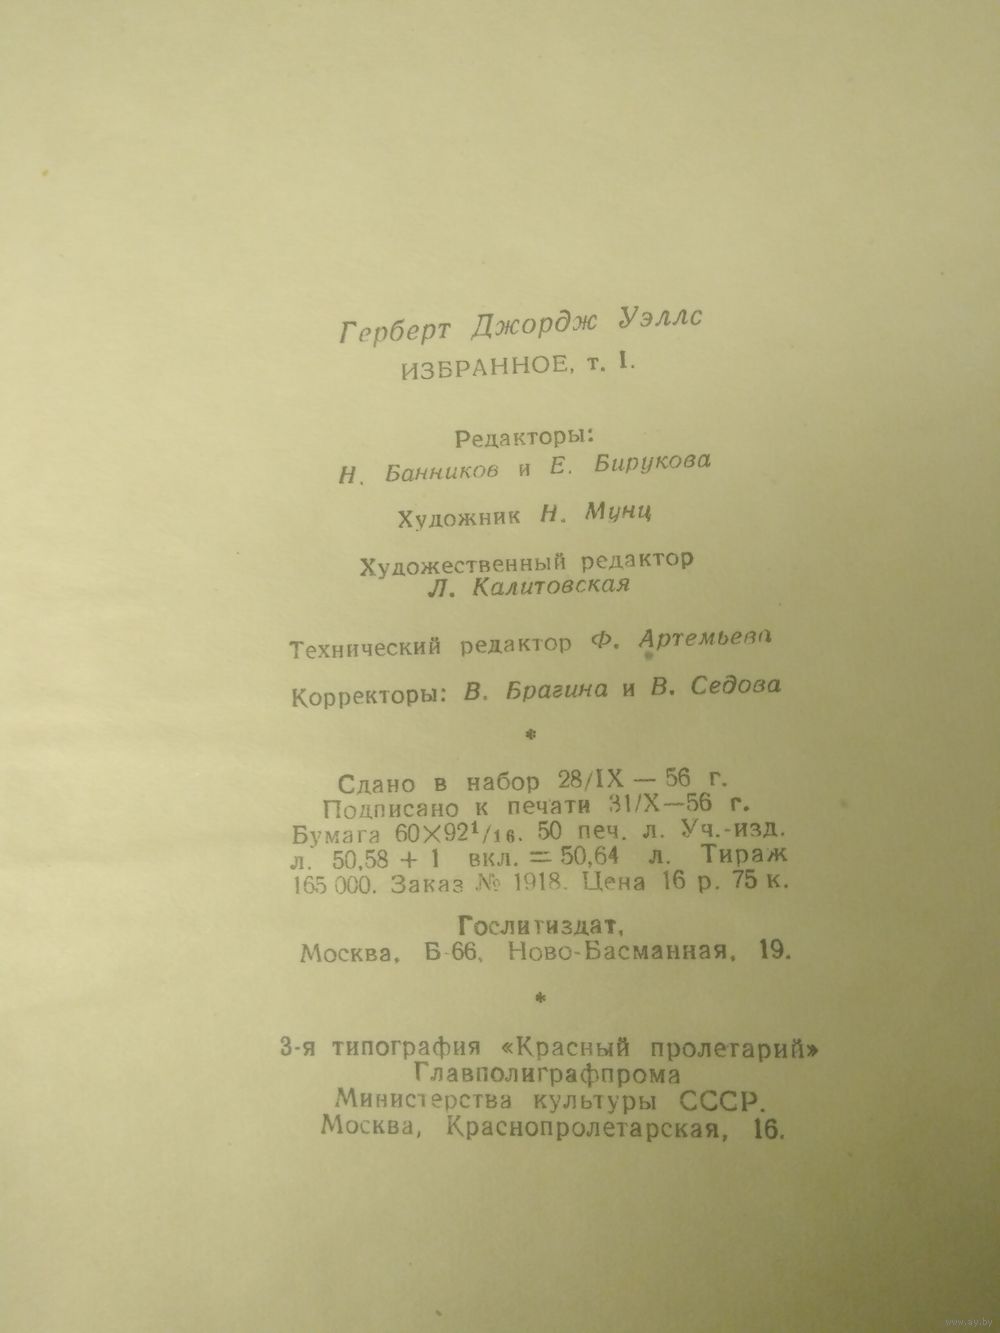 Герберт Джордж Уэллс
ИЗБРАННОЕ, т. I.
Редакторы:
Н. Банников и Е. Бирукова
Художник Н. Мунц
Художественный редактор
Л. Калитовская
Технический редактор Ф. Артемьева
Корректоры: В. Брагина и В. Седова
*
Сдано в набор 28/IX — 56 г.
Подписано к печати 31/X—56 г.
Бумага 60×92¹/₁₆. 50 печ. л. Уч.-изд.
л. 50,58 + 1 вкл. = 50,64 л. Тираж
165 000. Заказ № 1918. Цена 16 р. 75 к.
Гослитиздат,
Москва, Б-66, Ново-Басманная, 19.
*
3-я типография «Красный пролетарий»
Главполиграфпрома
Министерства культуры СССР.
Москва, Краснопролетарская, 16.
www.ay.by